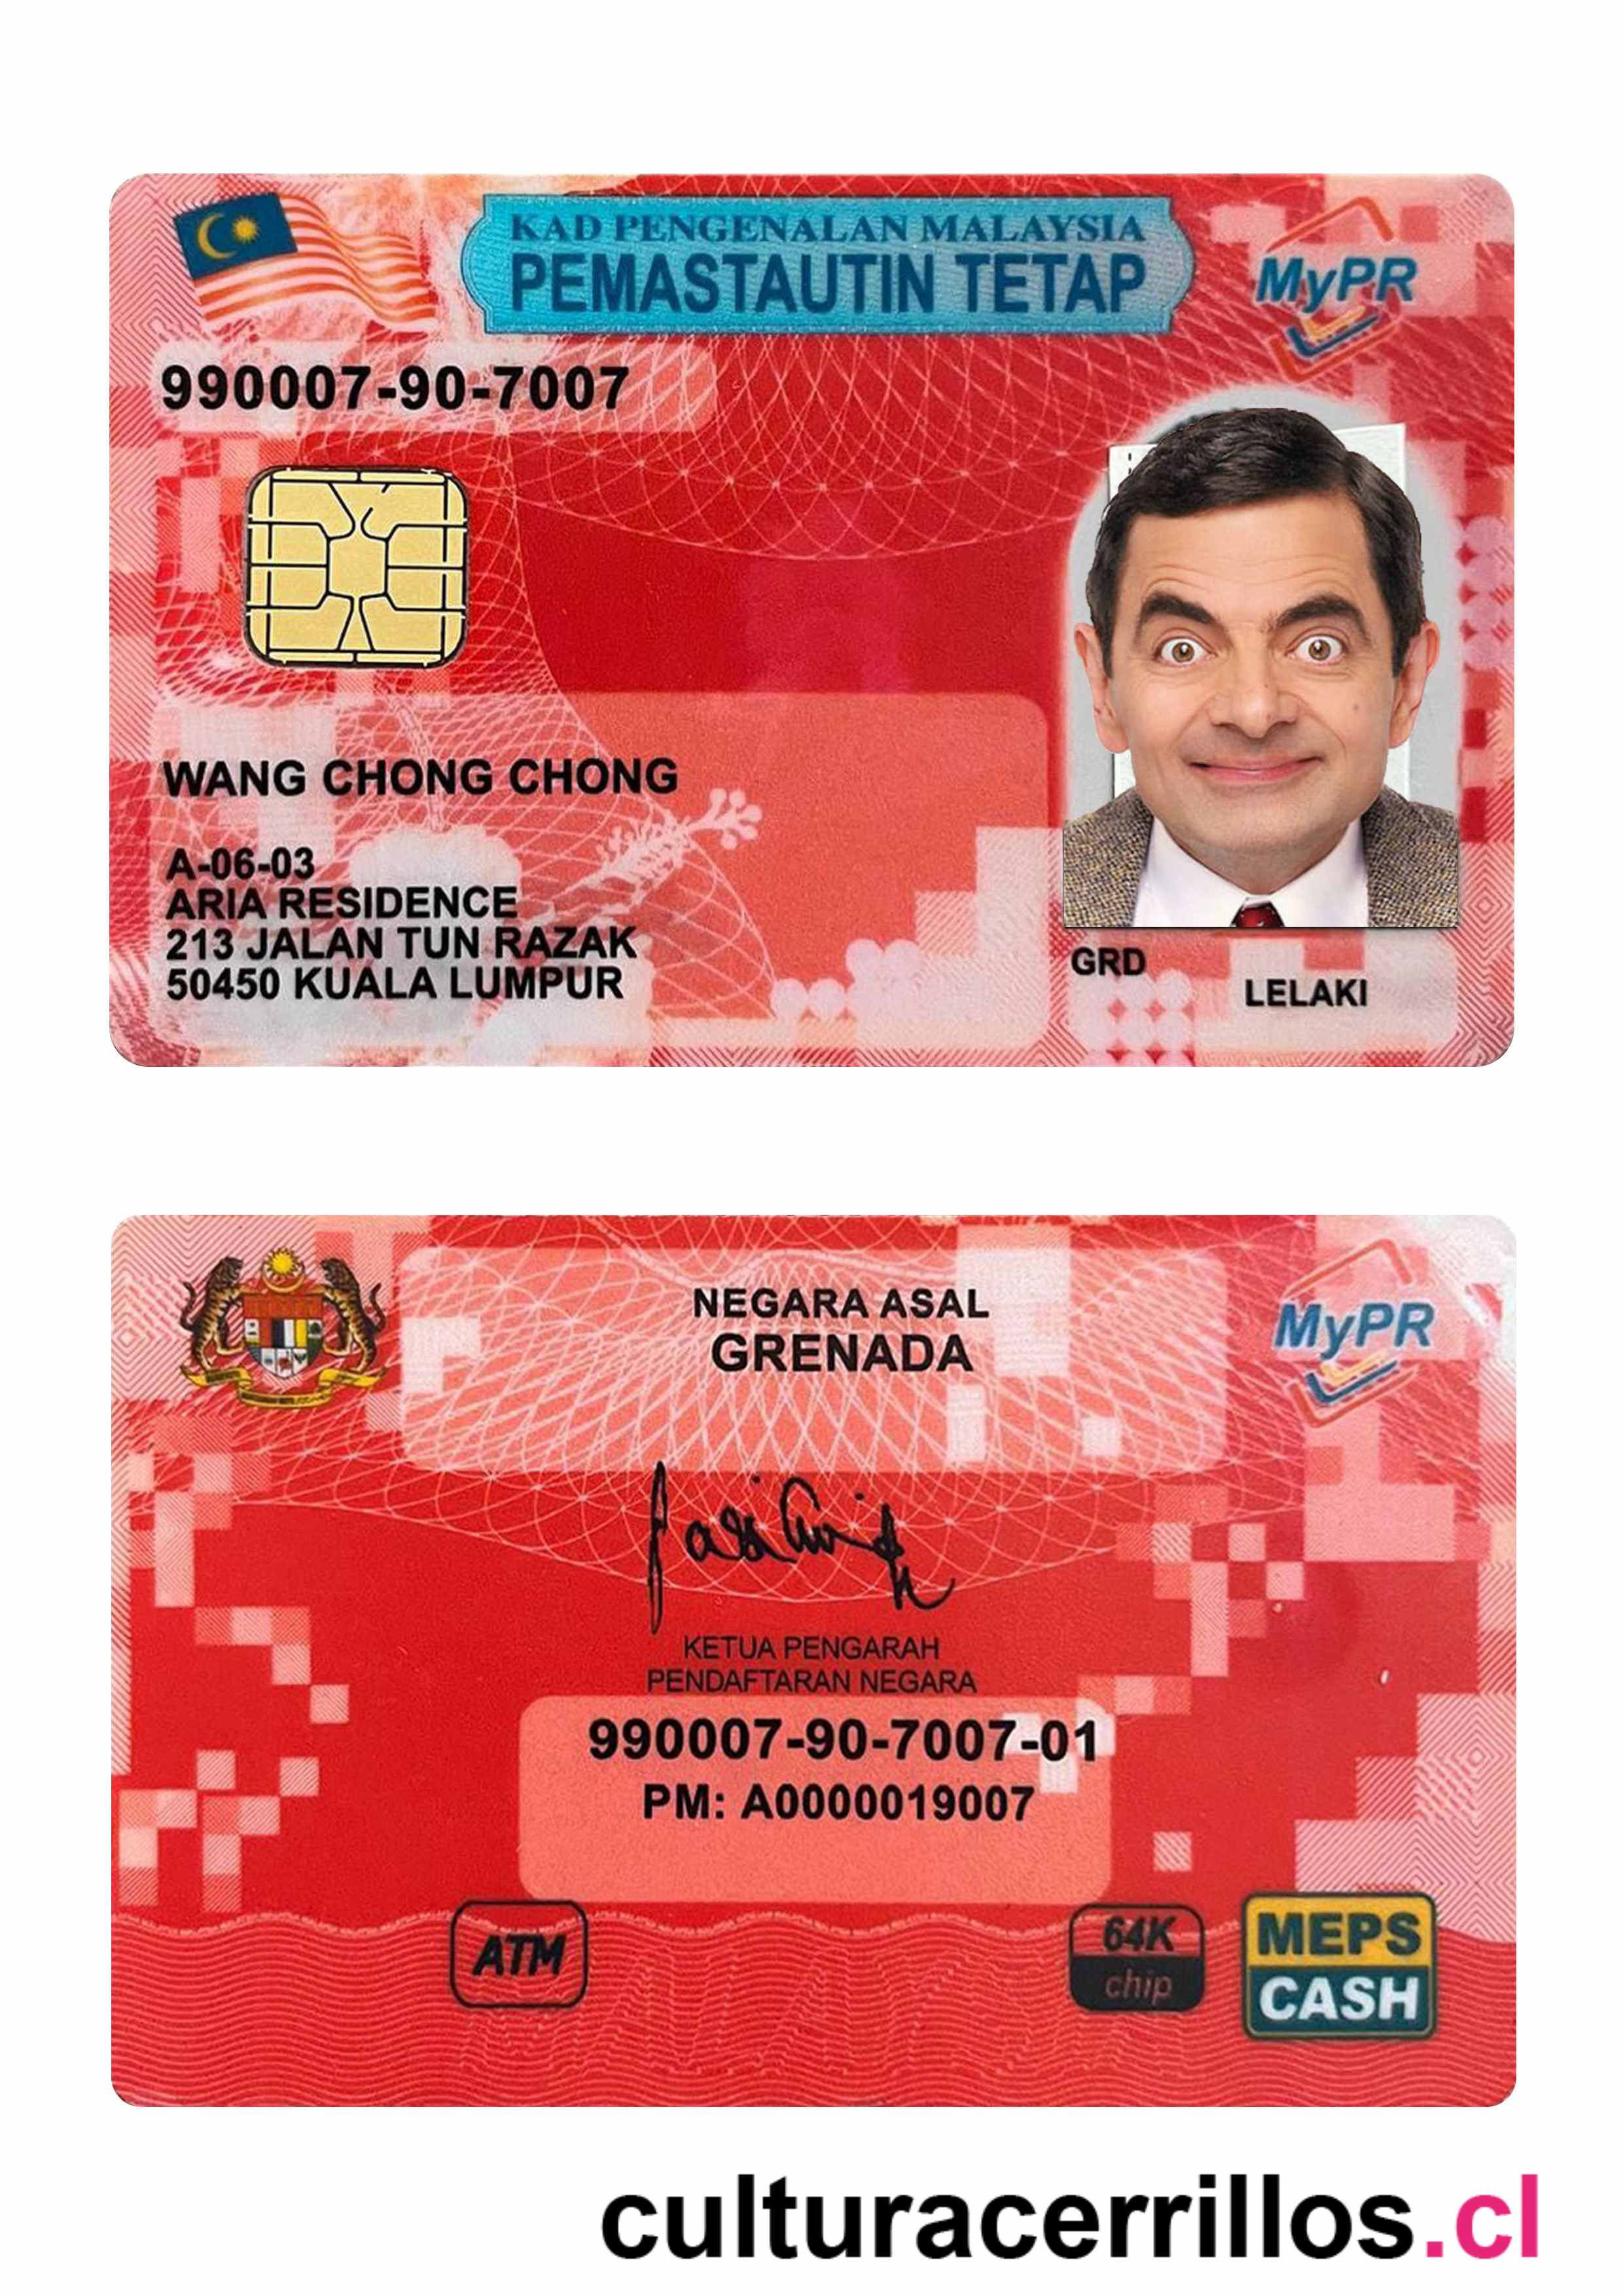 KAD PENGENALAN MALAYSIA
PEMASTAUTIN TETAP
MyPR
990007-90-7007
WANG CHONG CHONG
A-06-03
ARIA RESIDENCE
213 JALAN TUN RAZAK
50450 KUALA LUMPUR
GRD
LELAKI
NEGARA ASAL
GRENADA
MyPR
KETUA PENGARAH
PENDAFTARAN NEGARA
990007-90-7007-01
PM: A0000019007
ATM
64K
chip
MEPS
CASH
culturacerrillos.cl